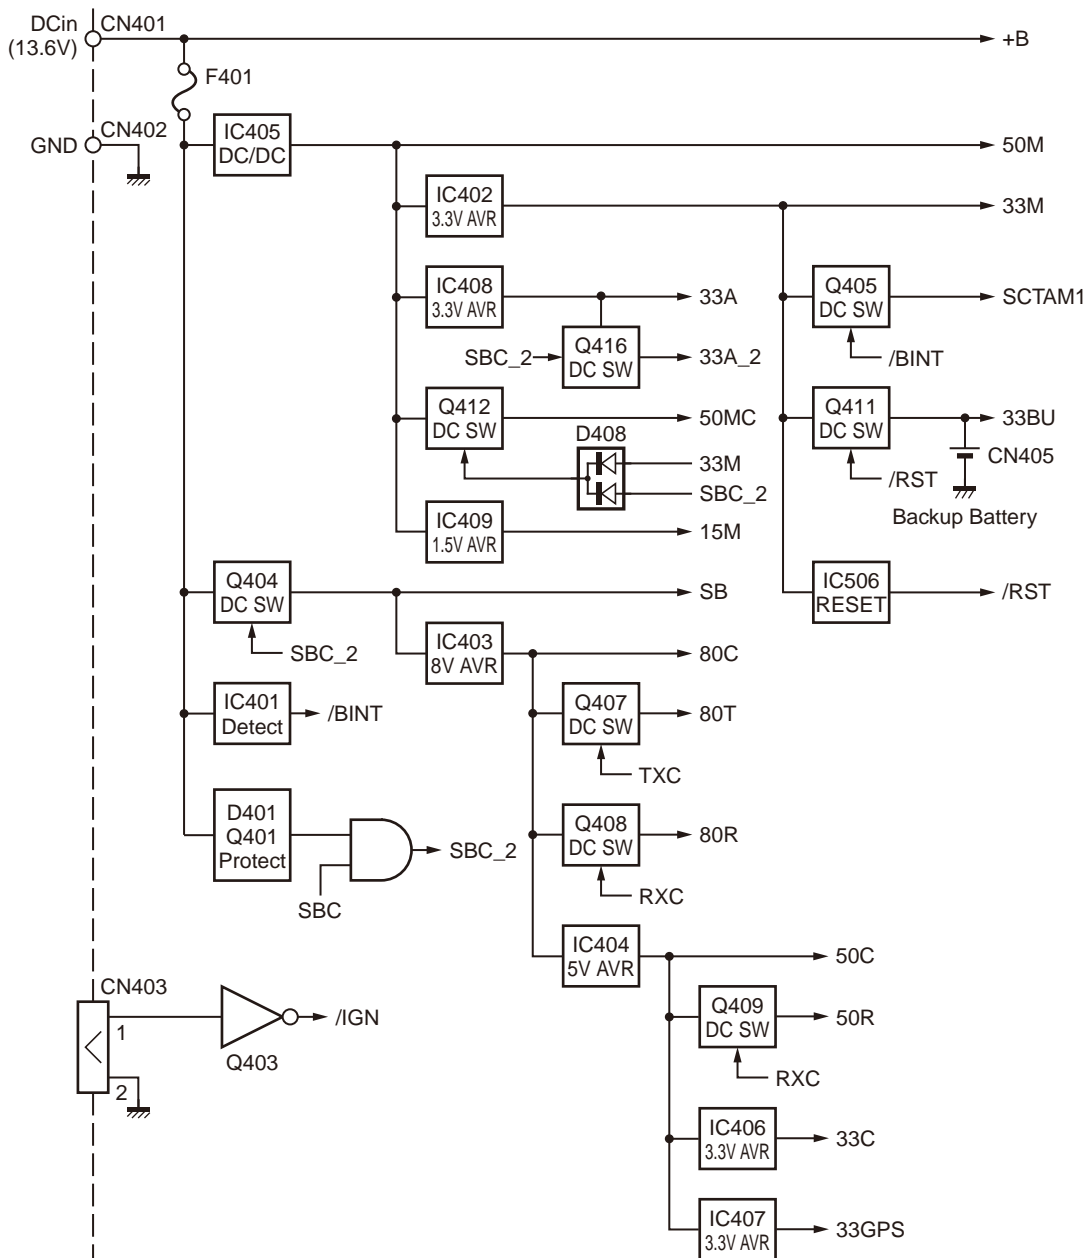 DCin
(13.6V)
CN401
+B
F401
GND
CN402
IC405
DC/DC
50M
IC402
3.3V AVR
33M
IC408
3.3V AVR
33A
Q405
DC SW
SCTAM1
SBC_2
Q416
DC SW
33A_2
/BINT
Q412
DC SW
50MC
Q411
DC SW
33BU
D408
33M
SBC_2
/RST
CN405
Backup Battery
IC409
1.5V AVR
15M
Q404
DC SW
SB
IC506
RESET
/RST
SBC_2
IC403
8V AVR
80C
IC401
Detect
/BINT
Q407
DC SW
80T
TXC
D401
Q401
Protect
SBC
SBC_2
Q408
DC SW
80R
RXC
IC404
5V AVR
50C
CN403
1
2
Q403
/IGN
Q409
DC SW
50R
RXC
IC406
3.3V AVR
33C
IC407
3.3V AVR
33GPS